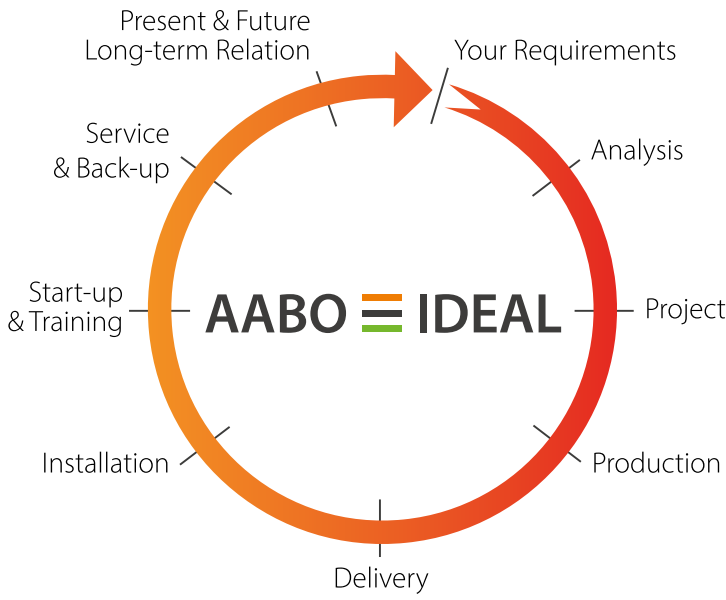 Present & Future
Long-term Relation
Your Requirements
Service
& Back-up
Analysis
Start-up
& Training
AABO IDEAL
Project
Installation
Production
Delivery